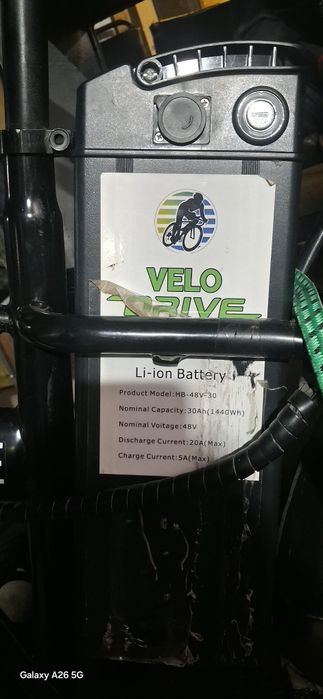 VELO
DRIVE
Li-ion Battery
Product Model:HB-48V-30
Nominal Capacity:30Ah(1440Wh)
Nominal Voltage:48V
Discharge Current:20A(Max)
Charge Current:5A(Max)
E
Galaxy A26 5G